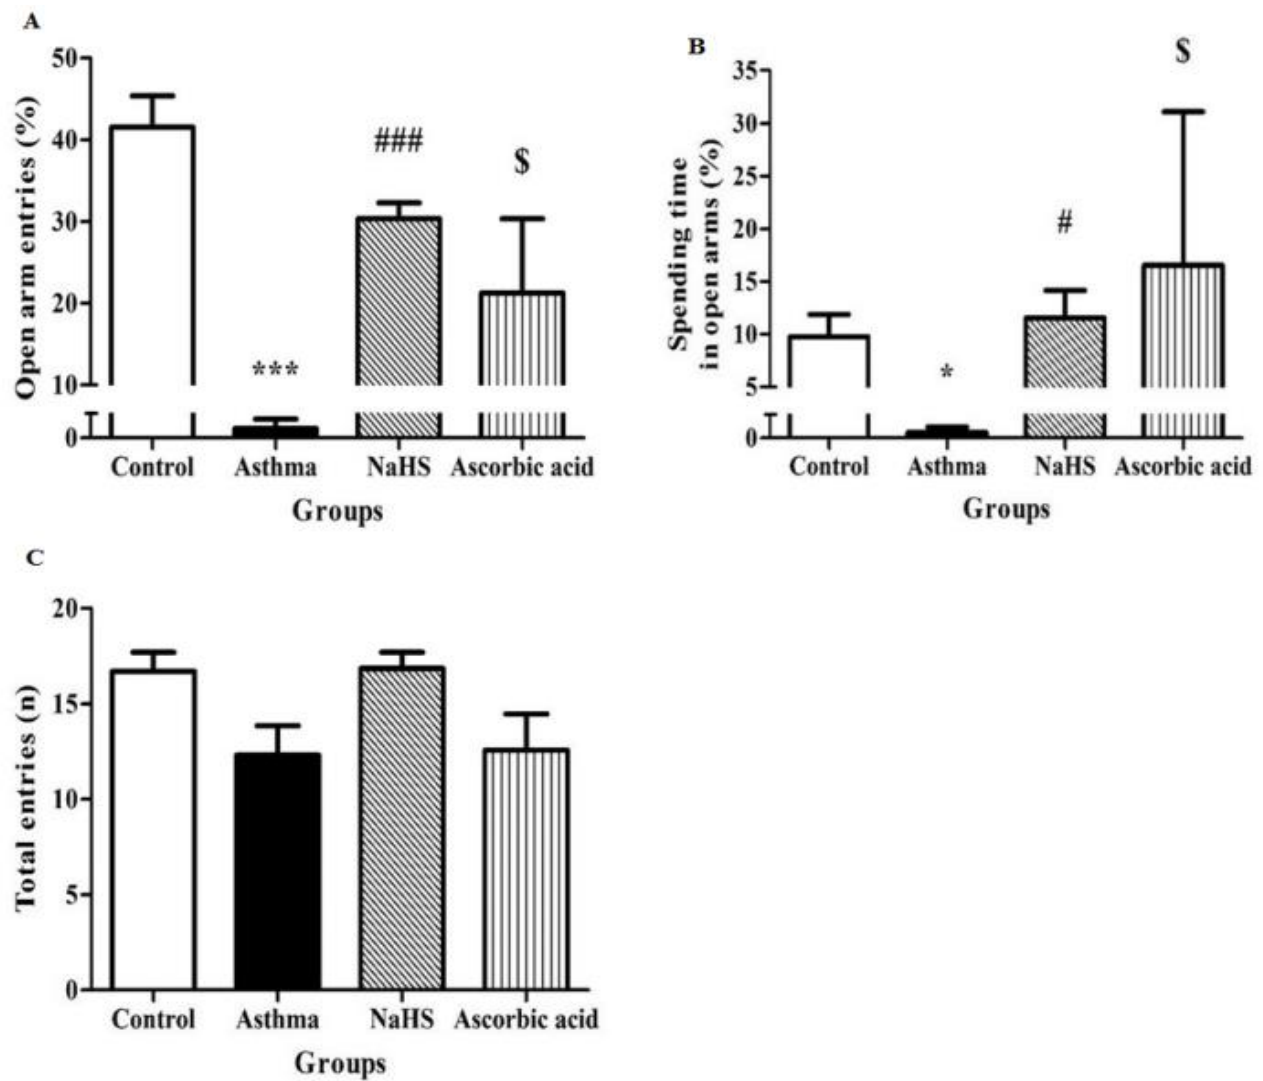 A
Open arm entries (%)
50
40
30
20
10
0
***
###
$
Control Asthma NaHS Ascorbic acid
Groups
B
Spending time
in open arms (%)
35
30
25
20
15
10
5
0
*
#
$
Control Asthma NaHS Ascorbic acid
Groups
C
Total entries (n)
20
15
10
5
0
Control Asthma NaHS Ascorbic acid
Groups